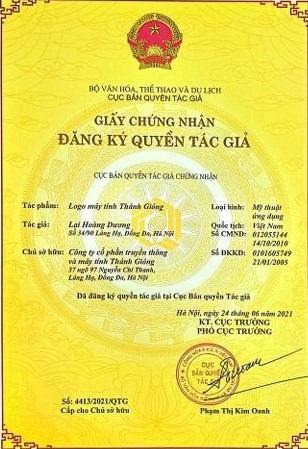 BỘ VĂN HÓA, THỂ THAO VÀ DU LỊCH
CỤC BẢN QUYỀN TÁC GIẢ
GIẤY CHỨNG NHẬN
ĐĂNG KÝ QUYỀN TÁC GIẢ
CỤC BẢN QUYỀN TÁC GIẢ CHỨNG NHẬN
Tác phẩm: Logo máy tính Thánh Gióng Loại hình: Mỹ thuật ứng dụng
Tác giả: Lại Hoàng Dương Quốc tịch: Việt Nam
Số 34/90 Láng Hạ, Đống Đa, Hà Nội Số CMND: 012055144
14/10/2010
Chủ sở hữu: Công ty cổ phần truyền thông Số ĐKKD: 0101605749
và máy tính Thánh Gióng 21/01/2005
37 ngõ 97 Nguyễn Chí Thanh,
Láng Hạ, Đống Đa, Hà Nội
Đã đăng ký quyền tác giả tại Cục Bản quyền Tác giả
Hà Nội, ngày 24 tháng 06 năm 2021
KT. CỤC TRƯỞNG
PHÓ CỤC TRƯỞNG
CỤC
BẢN QUYỀN
TÁC GIẢ
Số: 4413/2021/QTG
Cấp cho Chủ sở hữu
Phạm Thị Kim Oanh